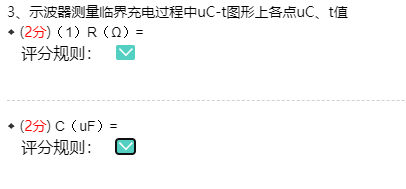 3、示波器测量临界充电过程中uC-t图形上各点uC、t值
(2分)（1）R（Ω）=
评分规则：
(2分) C（uF）=
评分规则：